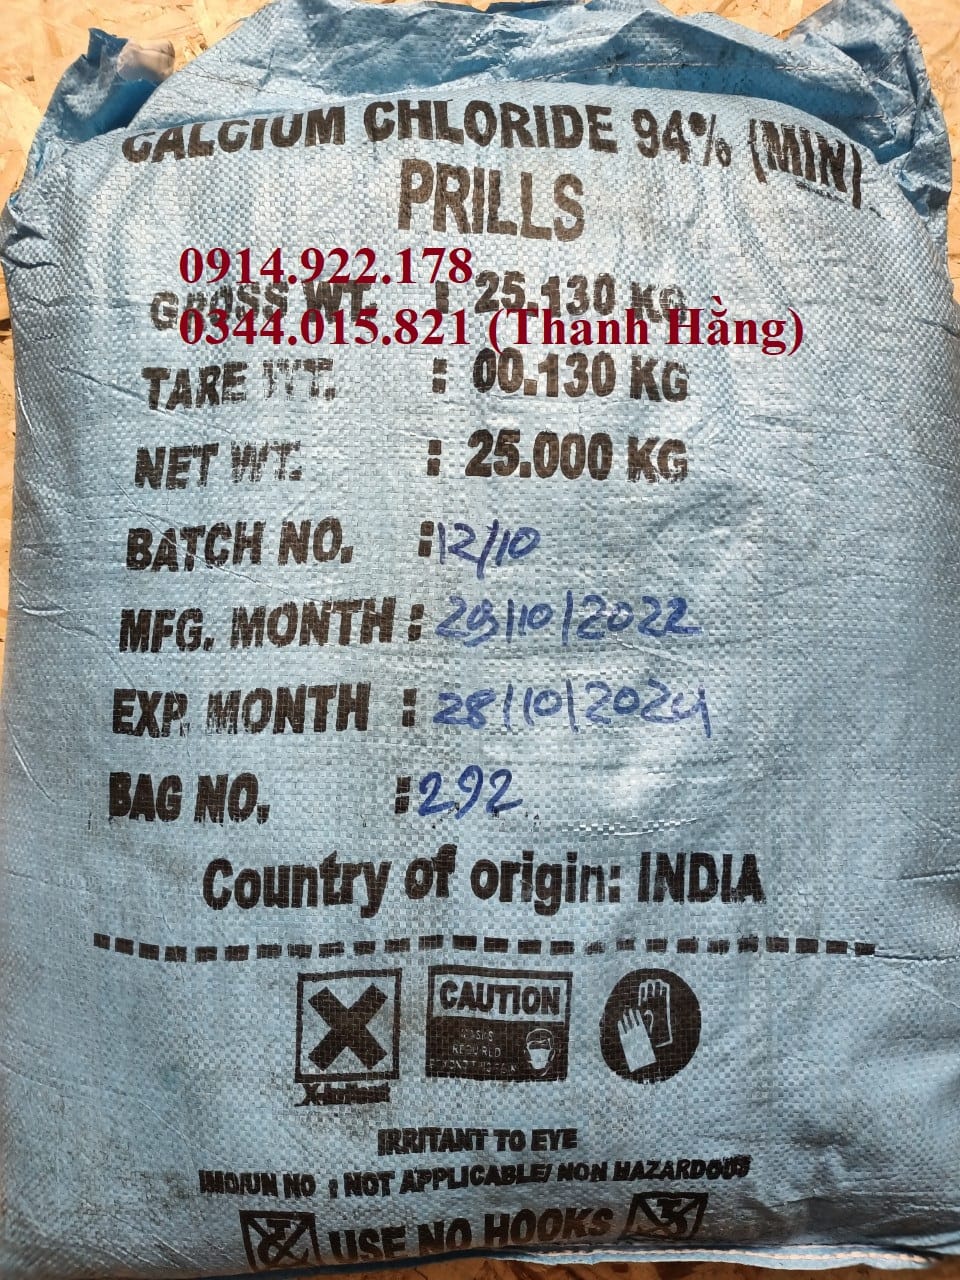 CALCIUM CHLORIDE 94% (MIN)
PRILLS
0914.922.178
GROSS WT. : 25.130 KG
0344.015.821 (Thanh Hằng)
TARE WT. : 00.130 KG
NET WT. : 25.000 KG
BATCH NO. : 12/10
MFG. MONTH : 29/10/2022
EXP. MONTH : 28/10/2024
BAG NO. : 292
Country of origin: INDIA
CAUTION
REQUIRED
IRRITANT TO EYE
IMO/UN NO : NOT APPLICABLE/ NON HAZARDOUS
USE NO HOOKS